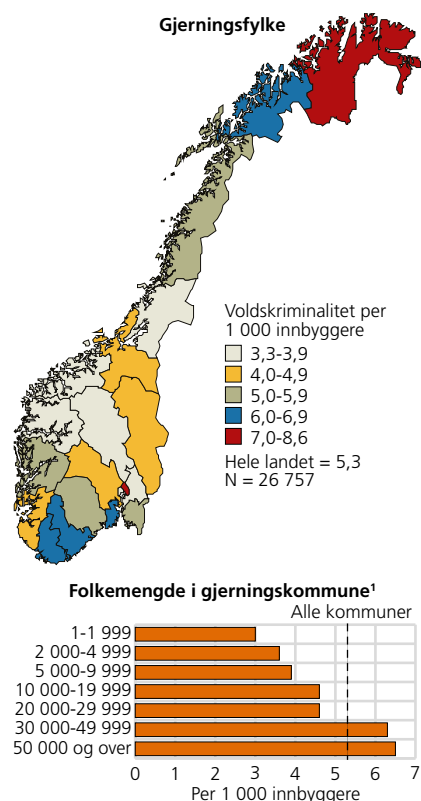 Gjerningsfylke
Voldskriminalitet per
1 000 innbyggere
3,3-3,9
4,0-4,9
5,0-5,9
6,0-6,9
7,0-8,6
Hele landet = 5,3
N = 26 757
Folkemengde i gjerningskommune¹
Alle kommuner
1-1 999
2 000-4 999
5 000-9 999
10 000-19 999
20 000-29 999
30 000-49 999
50 000 og over
0 1 2 3 4 5 6 7
Per 1 000 innbyggere